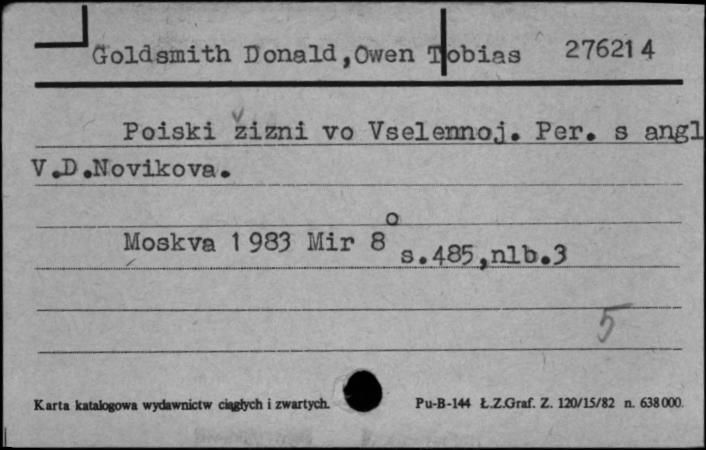 Goldsmith Donald,Owen Tobias 276214
Poiski žizni vo Vselennoj. Per. s angl
V.D.Novikova.
Moskva 1983 Mir 8° s.485,nlb.3
5
Karta katalogowa wydawnictw ciągłych i zwartych. Pu-B-144 Ł.Z.Graf. Z. 120/15/82 n. 638000.